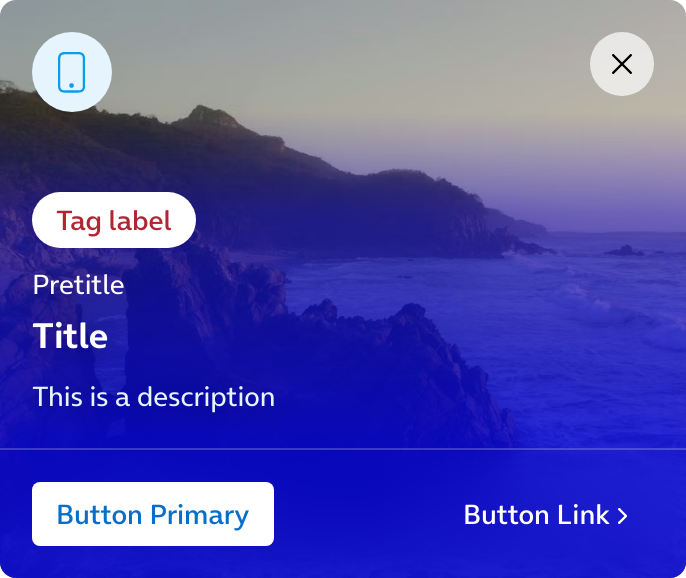 Tag label
Pretitle
Title
This is a description
Button Primary
Button Link